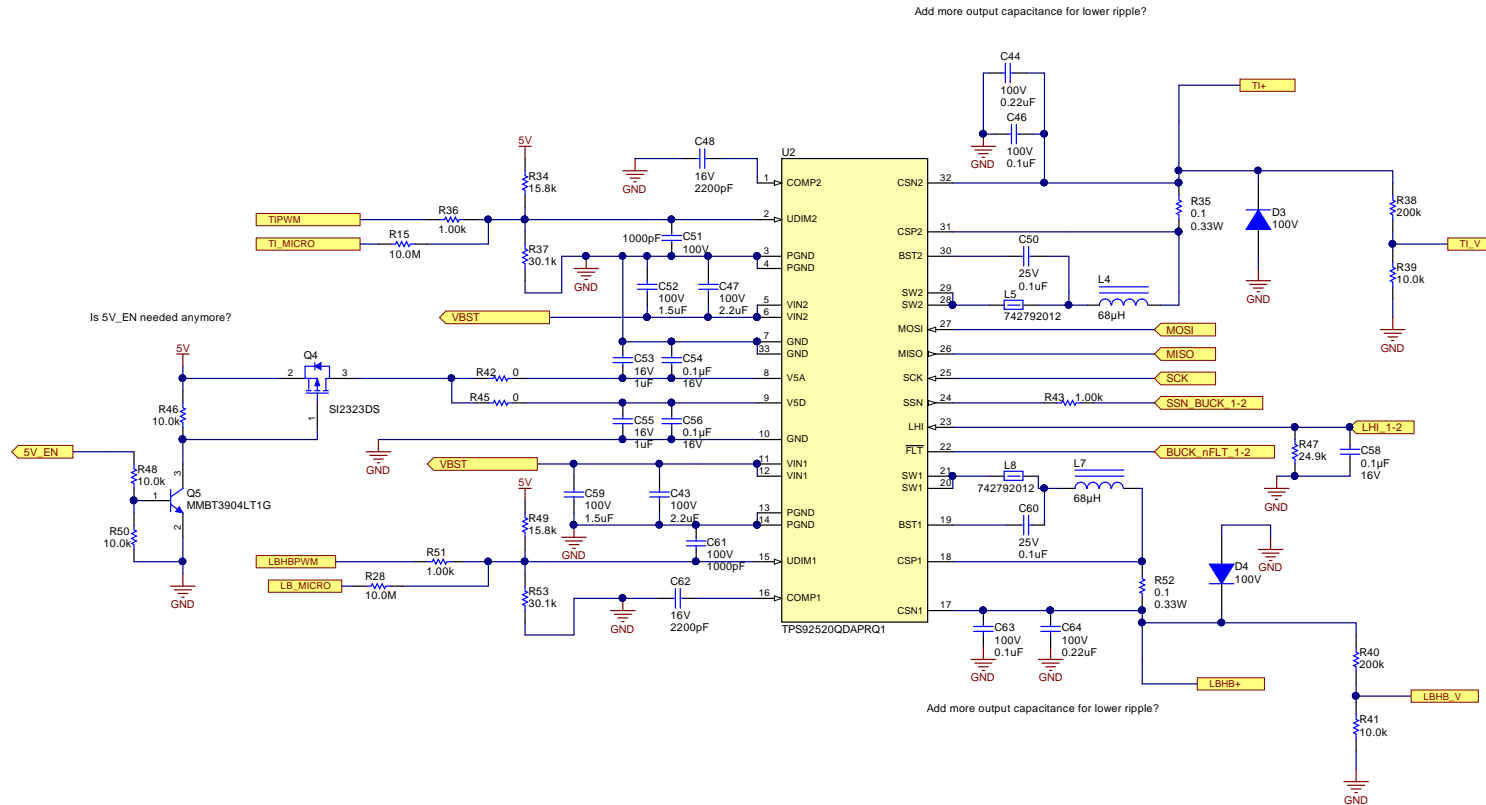 Add more output capacitance for lower ripple?
C44
100V
0.22uF
C46
100V
0.1uF
GND
TI+
5V
R34
15.8k
C48
16V
2200pF
GND
U2
1
COMP2
CSN2
32
TIPWM
R36
1.00k
TI_MICRO
R15
10.0M
R37
30.1k
2
UDIM2
1000pF
C51
100V
GND
3
PGND
4
PGND
C52
100V
1.5uF
C47
100V
2.2uF
VBST
5
VIN2
6
VIN2
7
GND
33
GND
R35
0.1
0.33W
CSP2
31
BST2
30
C50
25V
0.1uF
D3
100V
GND
R38
200k
TI_V
R39
10.0k
GND
SW2
29
SW2
28
L5
742792012
L4
68µH
MOSI
27
MOSI
MISO
26
MISO
SCK
25
SCK
SSN
24
R43
1.00k
SSN_BUCK_1-2
LHI
23
LHI_1-2
R47
24.9k
C58
0.1µF
16V
GND
FLT
22
BUCK_nFLT_1-2
Is 5V_EN needed anymore?
5V
Q4
2
3
1
SI2323DS
R46
10.0k
5V_EN
R48
10.0k
3
1
Q5
MMBT3904LT1G
2
R50
10.0k
GND
R42
0
C53
16V
1uF
C54
0.1µF
16V
8
V5A
R45
0
C55
16V
1uF
C56
0.1µF
16V
9
V5D
GND
10
GND
VBST
11
VIN1
12
VIN1
C59
100V
1.5uF
C43
100V
2.2uF
GND
13
PGND
14
PGND
5V
R49
15.8k
C61
100V
1000pF
LBHBPWM
R51
1.00k
LB_MICRO
R28
10.0M
R53
30.1k
15
UDIM1
GND
C62
16V
2200pF
16
COMP1
TPS92520QDAPRQ1
SW1
21
SW1
20
L8
742792012
L7
68µH
BST1
19
C60
25V
0.1uF
CSP1
18
R52
0.1
0.33W
D4
100V
GND
CSN1
17
C63
100V
0.1uF
GND
C64
100V
0.22uF
GND
LBHB+
R40
200k
LBHB_V
R41
10.0k
GND
Add more output capacitance for lower ripple?